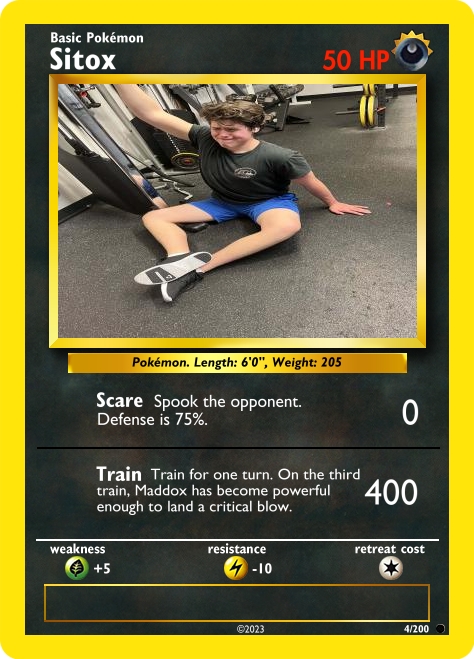 Basic Pokémon
Sitox
50 HP
Pokémon. Length: 6'0", Weight: 205
Scare Spook the opponent.
Defense is 75%.
0
Train Train for one turn. On the third
train, Maddox has become powerful
enough to land a critical blow.
400
weakness resistance retreat cost
+5 -10
©2023 4/200